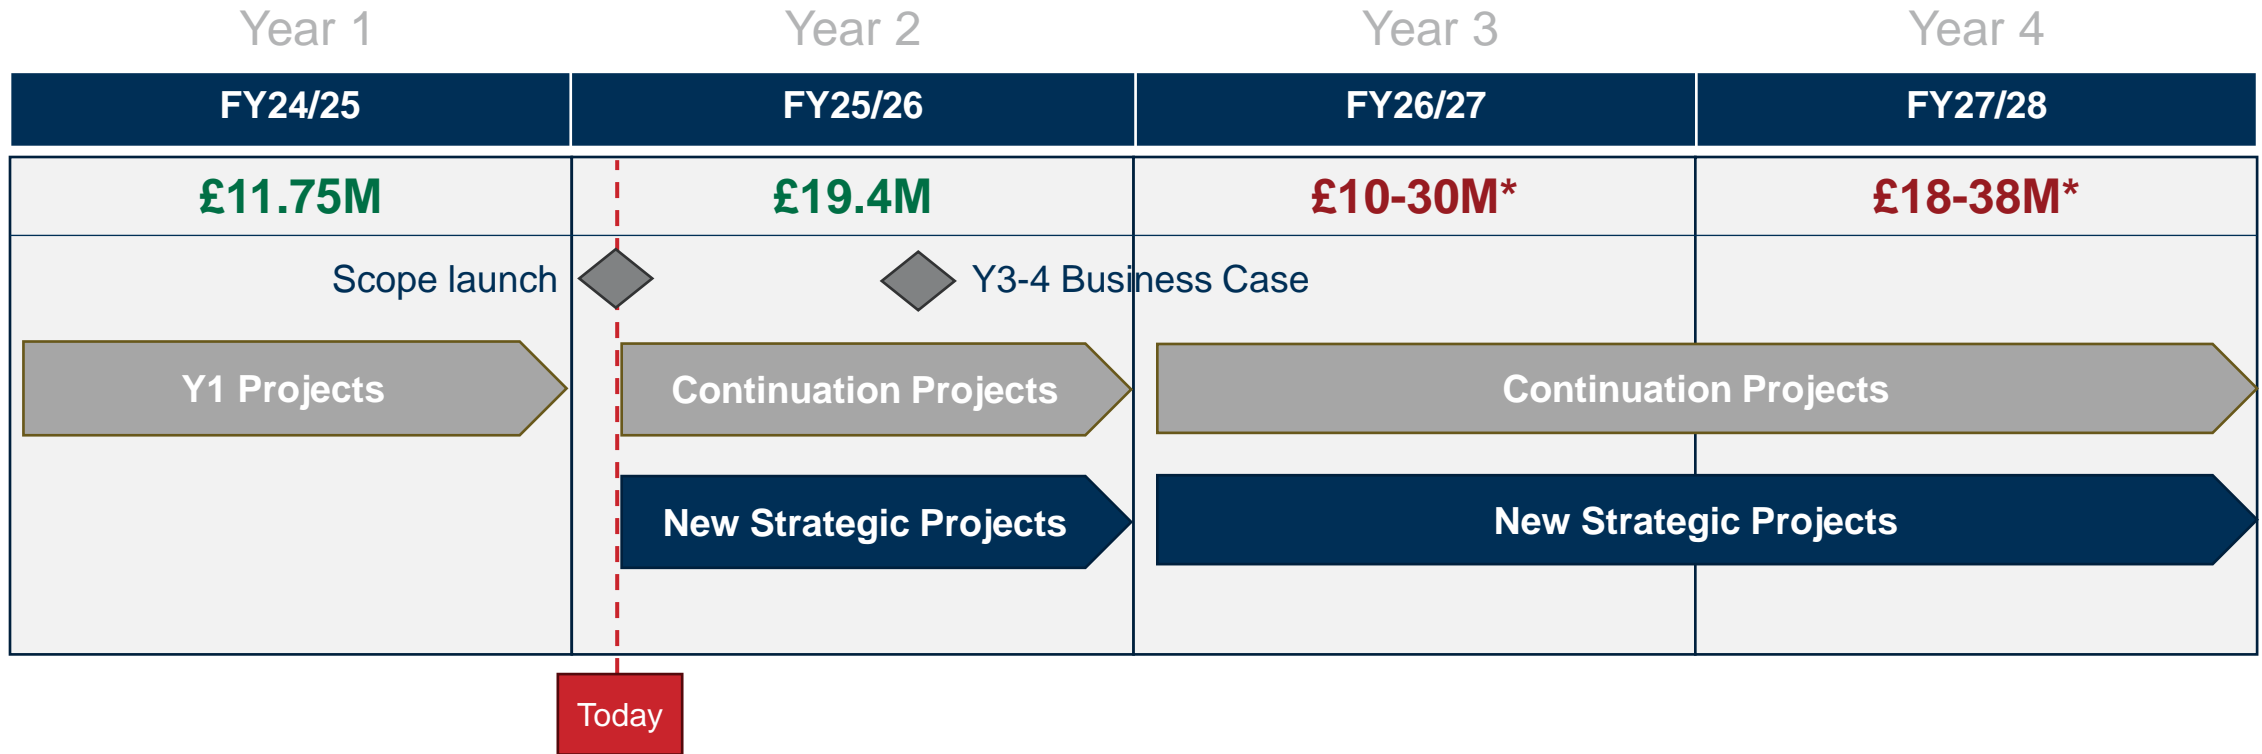 Year 1 Year 2 Year 3 Year 4
FY24/25 FY25/26 FY26/27 FY27/28
£11.75M £19.4M £10-30M* £18-38M*
Scope launch Y3-4 Business Case
Y1 Projects Continuation Projects Continuation Projects
New Strategic Projects New Strategic Projects
Today